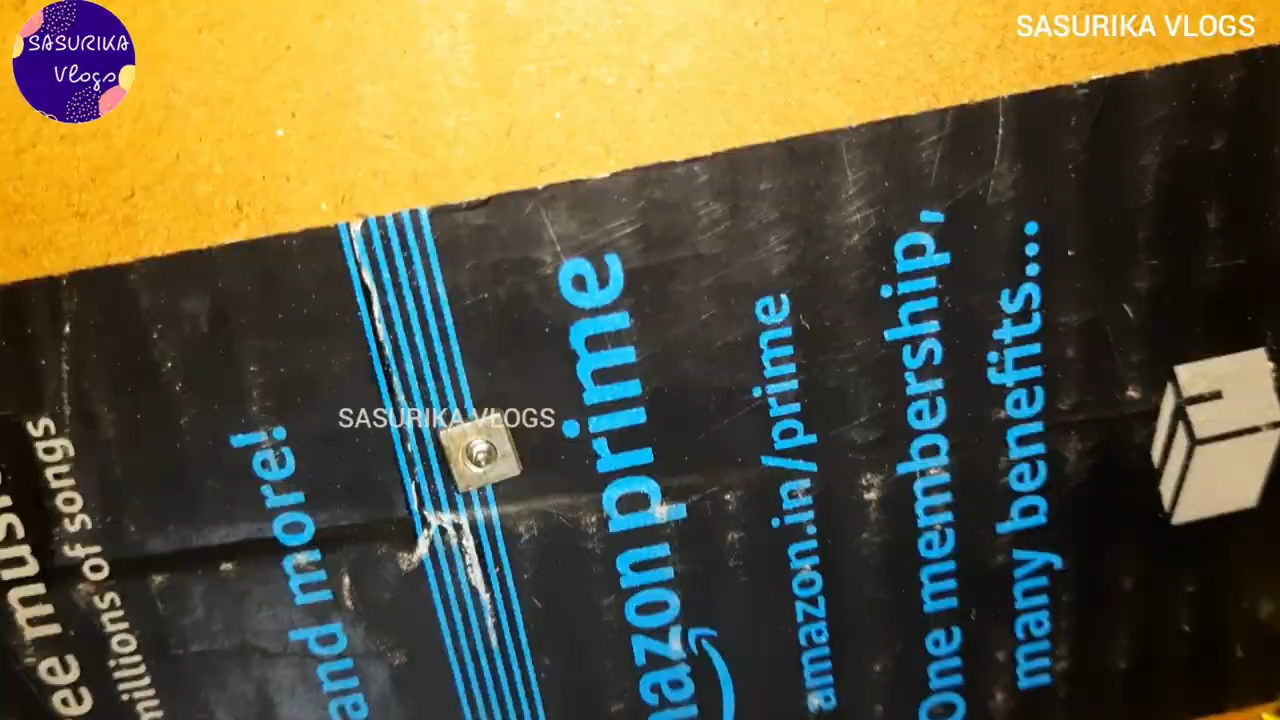 SASURIKA
Vlogs
SASURIKA VLOGS
SASURIKA VLOGS
millions of songs
and more!
prime
amazon.in/prime
One membership,
many benefits...